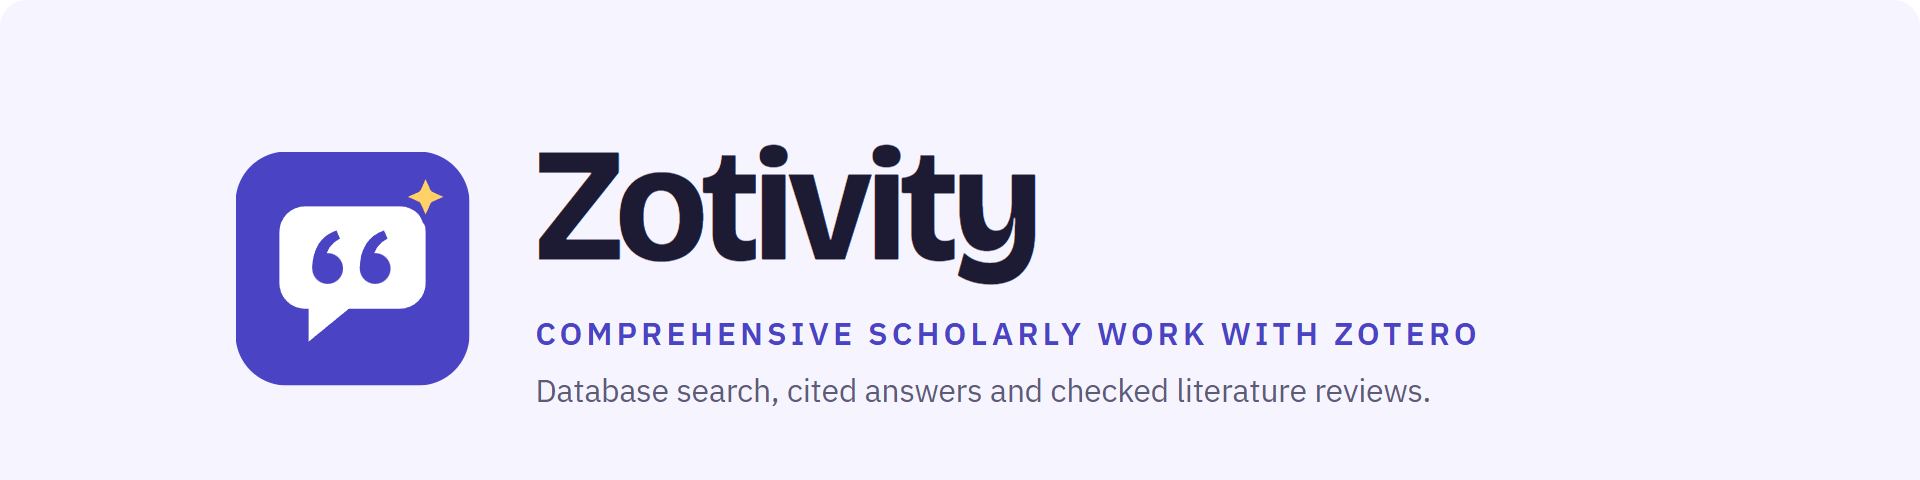 Zotivity
COMPREHENSIVE SCHOLARLY WORK WITH ZOTERO
Database search, cited answers and checked literature reviews.